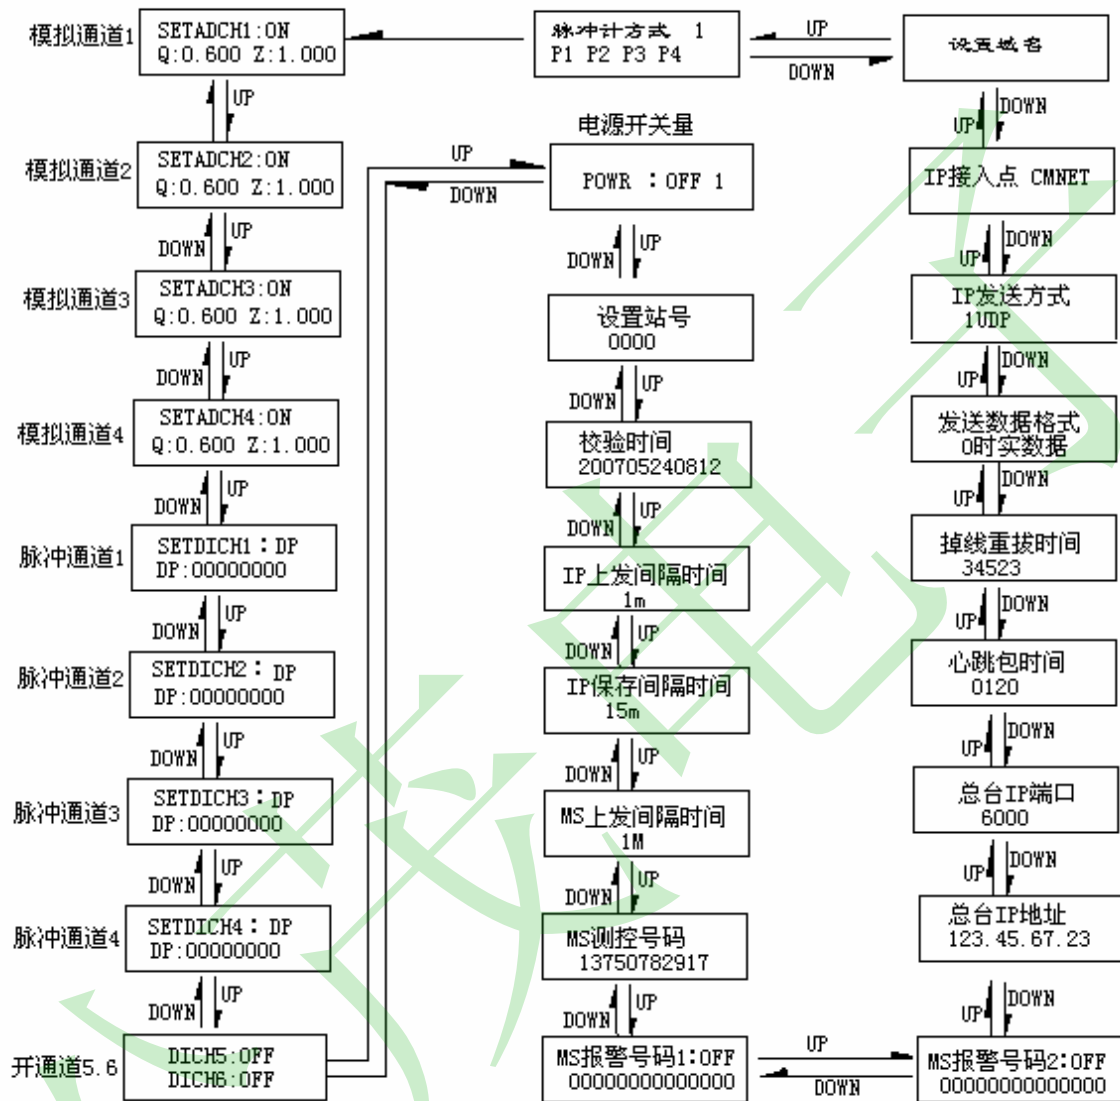 模拟通道1
SETADCH1:ON
Q:0.600 Z:1.000
UP
模拟通道2
SETADCH2:ON
Q:0.600 Z:1.000
DOWN
UP
模拟通道3
SETADCH3:ON
Q:0.600 Z:1.000
DOWN
UP
模拟通道4
SETADCH4:ON
Q:0.600 Z:1.000
DOWN
UP
脉冲通道1
SETDICH1:DP
DP:00000000
DOWN
UP
脉冲通道2
SETDICH2:DP
DP:00000000
DOWN
UP
脉冲通道3
SETDICH3:DP
DP:00000000
DOWN
UP
脉冲通道4
SETDICH4:DP
DP:00000000
DOWN
UP
开通道5.6
DICH5:OFF
DICH6:OFF
UP
DOWN
脉冲计方式 1
P1 P2 P3 P4
电源开关量
POWR :OFF 1
DOWN
UP
设置站号
0000
DOWN
UP
校验时间
200705240812
DOWN
UP
IP上发间隔时间
1m
DOWN
UP
IP保存间隔时间
15m
DOWN
UP
MS上发间隔时间
1M
DOWN
UP
MS测控号码
13750782917
DOWN
UP
MS报警号码1:OFF
00000000000000
UP
DOWN
UP
DOWN
设置域名
UP
DOWN
IP接入点 CMNET
UP
DOWN
IP发送方式
1UDP
UP
DOWN
发送数据格式
0时实数据
UP
DOWN
掉线重拔时间
34523
UP
DOWN
心跳包时间
0120
UP
DOWN
总台IP端口
6000
UP
DOWN
总台IP地址
123.45.67.23
UP
DOWN
MS报警号码2:OFF
00000000000000